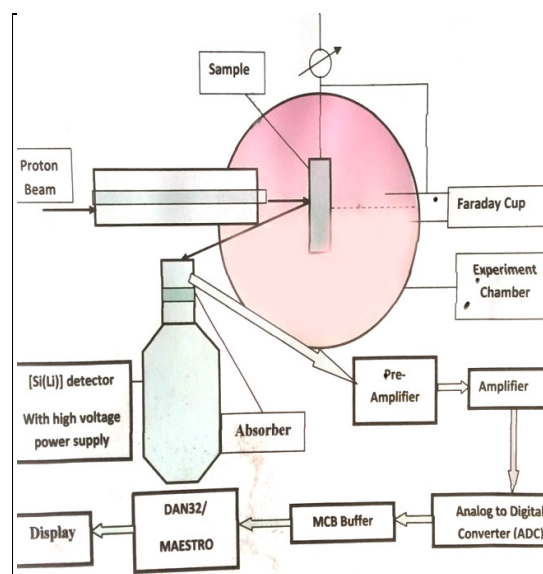 Sample
Proton
Beam
Faraday Cup
Experiment
Chamber
[Si(Li)] detector
With high voltage
power supply
Absorber
Pre-
Amplifier
Amplifier
Analog to Digital
Converter (ADC)
MCB Buffer
DAN32/
MAESTRO
Display